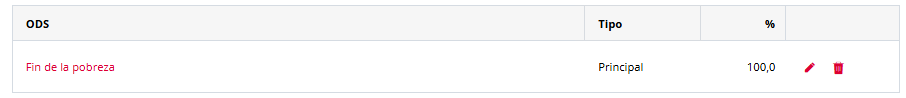 ODS Tipo %
Fin de la pobreza Principal 100,0